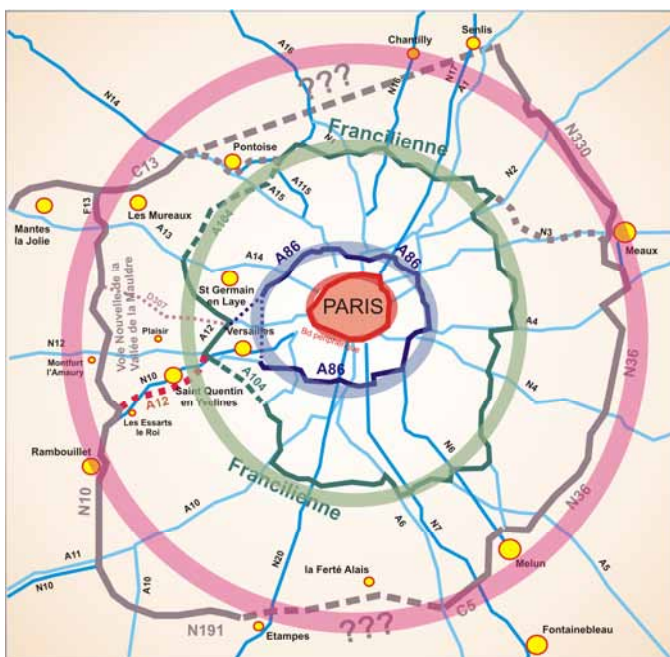 Senlis
A16
Chantilly
N17
N16
A1
???
N14
Francilienne
N330
N1
Pontoise
C13
N2
A115
A15
F13
Les Mureaux
A184
Mantes
la Jolie
N3
Meaux
A13
A14
A86
A86
St Germain
en Laye
Voie Nouvelle de la
Vallée de la Mauldre
D307
PARIS
A4
Plaisir
A12
Versailles
Bd périphérique
N12
Montfort
l'Amaury
N10
A86
N36
A104
Saint Quentin
en Yvelines
N4
A12
Les Essarts
le Roi
Rambouillet
N6
Francilienne
N10
N36
A10
A6
N7
N20
A5
A11
la Ferté Alais
Melun
N10
A10
C5
N191
Etampes
???
Fontainebleau